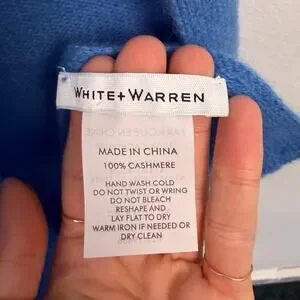 WHITE+WARREN
MADE IN CHINA
100% CASHMERE
HAND WASH COLD
DO NOT TWIST OR WRING
DO NOT BLEACH
RESHAPE AND
LAY FLAT TO DRY
WARM IRON IF NEEDED OR
DRY CLEAN